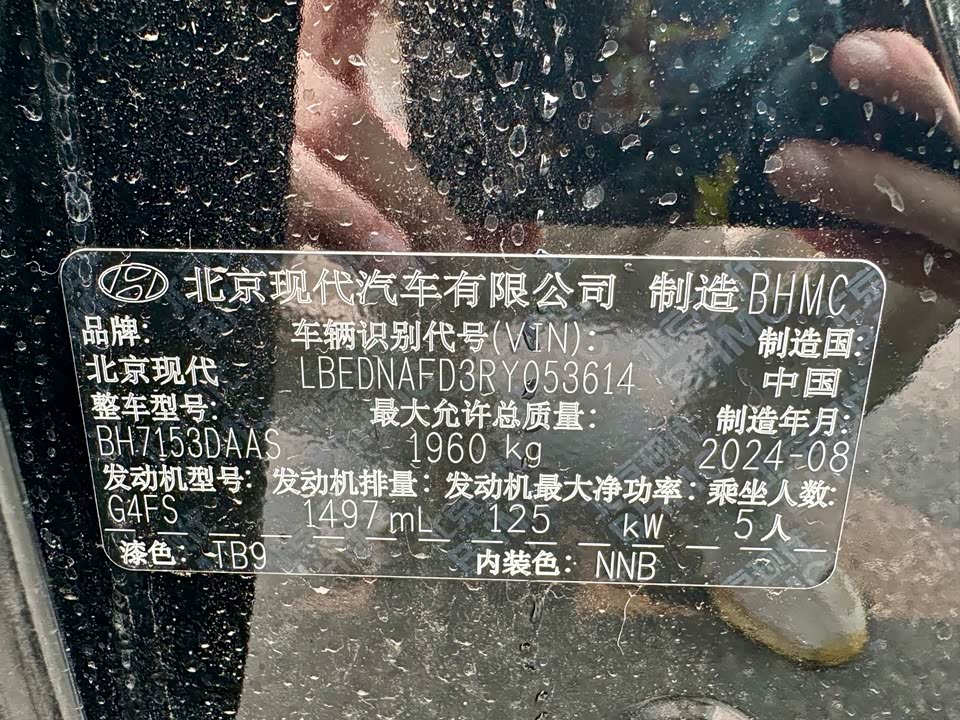 北京现代汽车有限公司 制造 BHMC
品牌: 车辆识别代号(VIN): 制造国:
北京现代 LBEDNAFD3RY053614 中国
整车型号: 最大允许总质量: 制造年月:
BH7153DAAS 1960 kg 2024-08
发动机型号: 发动机排量: 发动机最大净功率: 乘坐人数:
G4FS 1497 mL 125 kW 5人
漆色: TB9 内装色: NNB